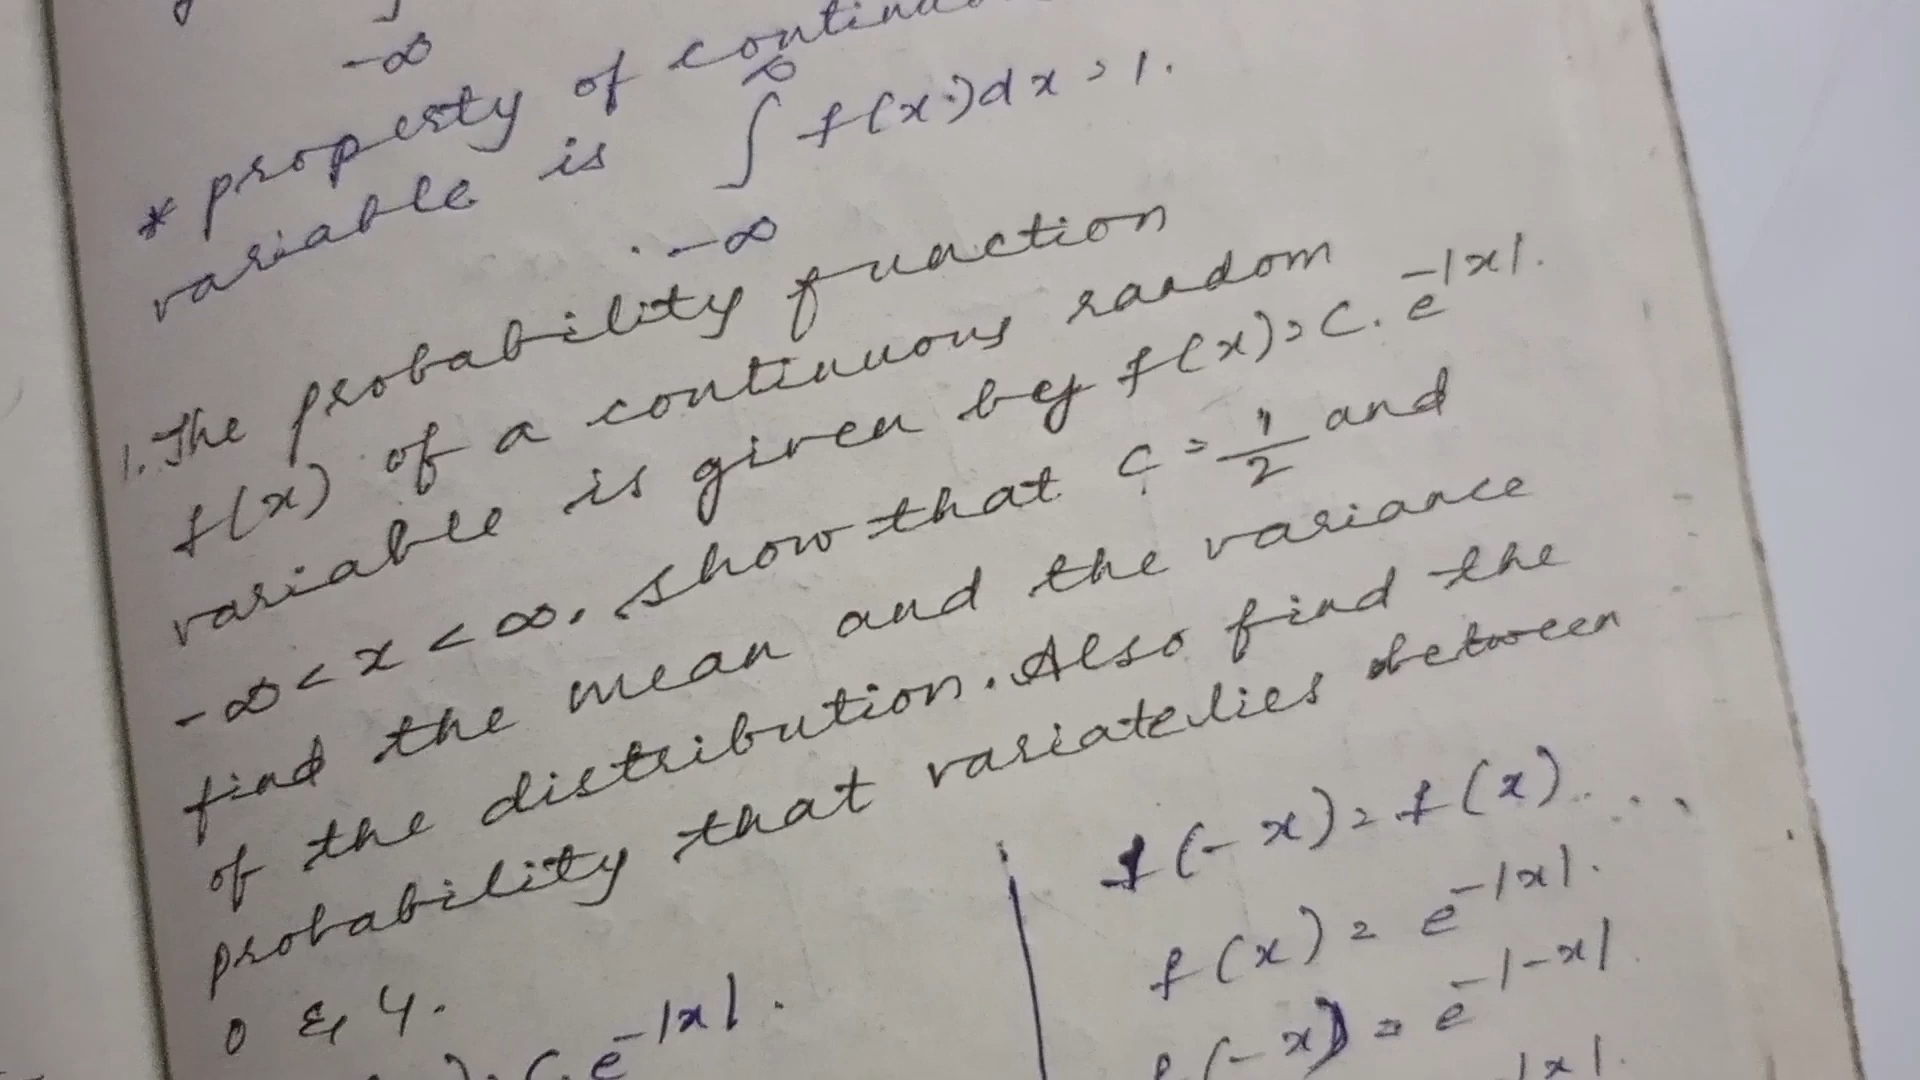 -∞
* property of
variable is ∫ f(x)dx = 1.
∞
-∞
1. The probability function
f(x) of a continuous random
variable is given by f(x) = C. e^-|x|.
-∞ < x < ∞. Show that C = 1/2 and
find the mean and the variance
of the distribution. Also find the
probability that variate lies between
0 & 4.
C. e^-|x|.
f(-x) = f(x)...
f(x) = e^-|x|.
f(-x) = e^-|-x|
|x|.